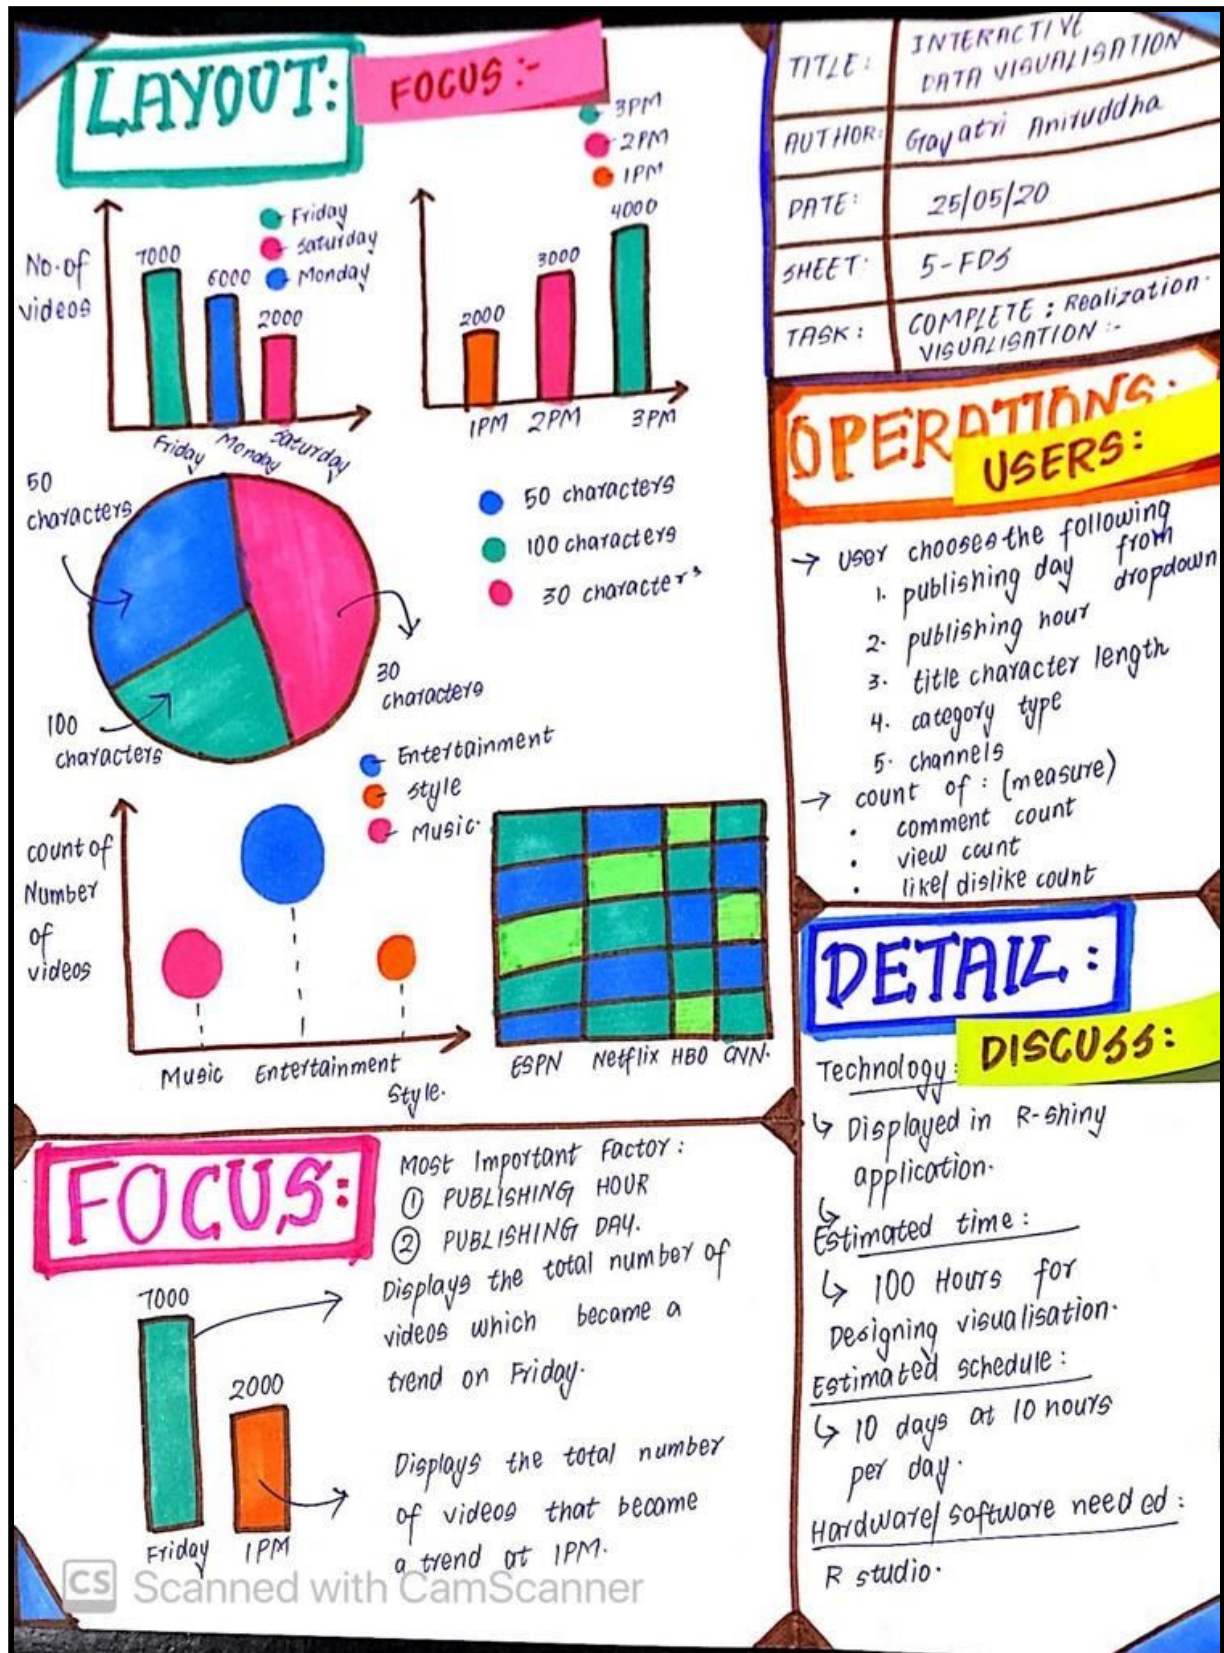 LAYOUT:
FOCUS:-
3PM
2PM
1PM
Friday
Saturday
Monday
No. of
videos
7000
6000
2000
Friday
Monday
Saturday
2000
3000
4000
1PM 2PM 3PM
50
characters
100
characters
30
characters
50 characters
100 characters
30 characters
Entertainment
Style
Music.
count of
Number
of
videos
Music Entertainment
Style.
ESPN Netflix HBO CNN.
FOCUS:
Most Important Factor:
① PUBLISHING HOUR
② PUBLISHING DAY.
Displays the total number of
videos which became a
trend on Friday.
7000
2000
Friday 1PM
Displays the total number
of videos that became
a trend at 1PM.
TITLE: INTERACTIVE
DATA VISUALISATION
AUTHOR: Gayatri Aniruddha
DATE: 25/05/20
SHEET: 5-FDS
TASK: COMPLETE: Realization.
VISUALISATION:-
OPERATIONS:
USERS:
→ User chooses the following
1. publishing day from
dropdown
2. publishing hour
3. title character length
4. category type
5. channels
→ count of: (measure)
• comment count
• view count
• like/dislike count
DETAIL:
DISCUSS:
Technology:
↳ Displayed in R-shiny
application.
↳
Estimated time:
↳ 100 Hours for
Designing visualisation.
Estimated schedule:
↳ 10 days at 10 hours
per day.
Hardware/software needed:
R studio.
CS Scanned with CamScanner